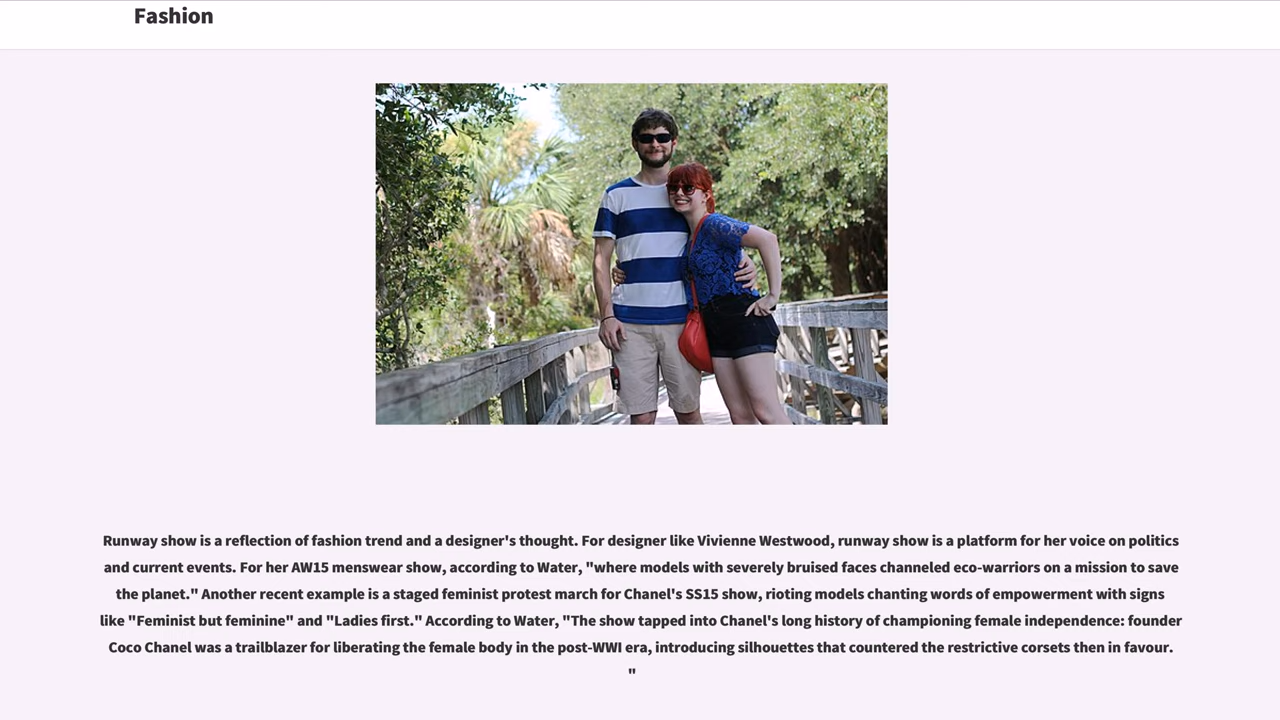 Fashion
Runway show is a reflection of fashion trend and a designer's thought. For designer like Vivienne Westwood, runway show is a platform for her voice on politics
and current events. For her AW15 menswear show, according to Water, "where models with severely bruised faces channeled eco-warriors on a mission to save
the planet." Another recent example is a staged feminist protest march for Chanel's SS15 show, rioting models chanting words of empowerment with signs
like "Feminist but feminine" and "Ladies first." According to Water, "The show tapped into Chanel's long history of championing female independence: founder
Coco Chanel was a trailblazer for liberating the female body in the post-WWI era, introducing silhouettes that countered the restrictive corsets then in favour.
"